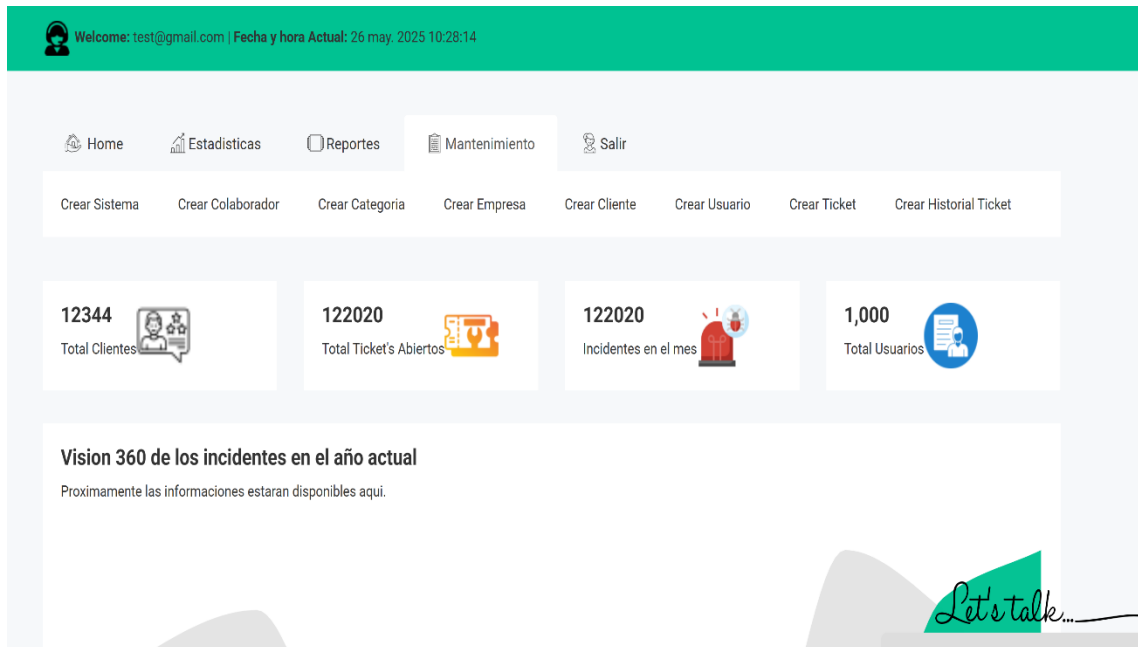 Welcome: test@gmail.com | Fecha y hora Actual: 26 may. 2025 10:28:14
Home Estadisticas Reportes Mantenimiento Salir
Crear Sistema Crear Colaborador Crear Categoria Crear Empresa Crear Cliente Crear Usuario Crear Ticket Crear Historial Ticket
12344
Total Clientes
122020
Total Ticket's Abiertos
122020
Incidentes en el mes
1,000
Total Usuarios
Vision 360 de los incidentes en el año actual
Proximamente las informaciones estaran disponibles aqui.
Let's talk...